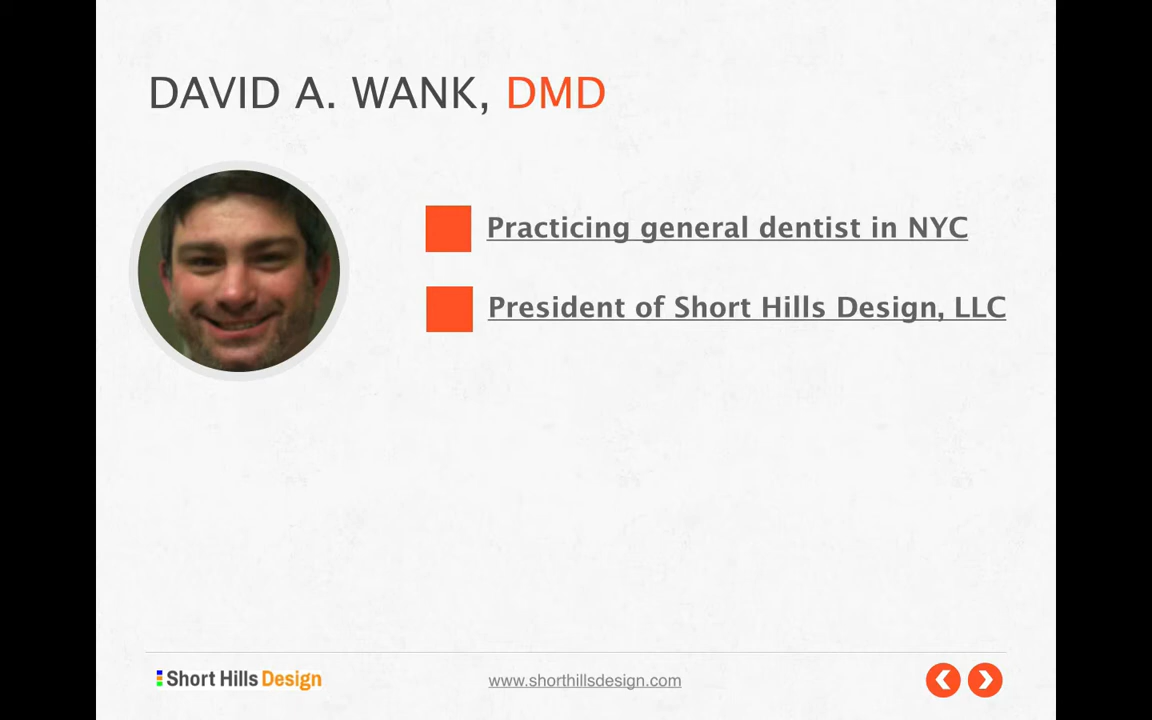 DAVID A. WANK, DMD
Practicing general dentist in NYC
President of Short Hills Design, LLC
Short Hills Design
www.shorthillsdesign.com